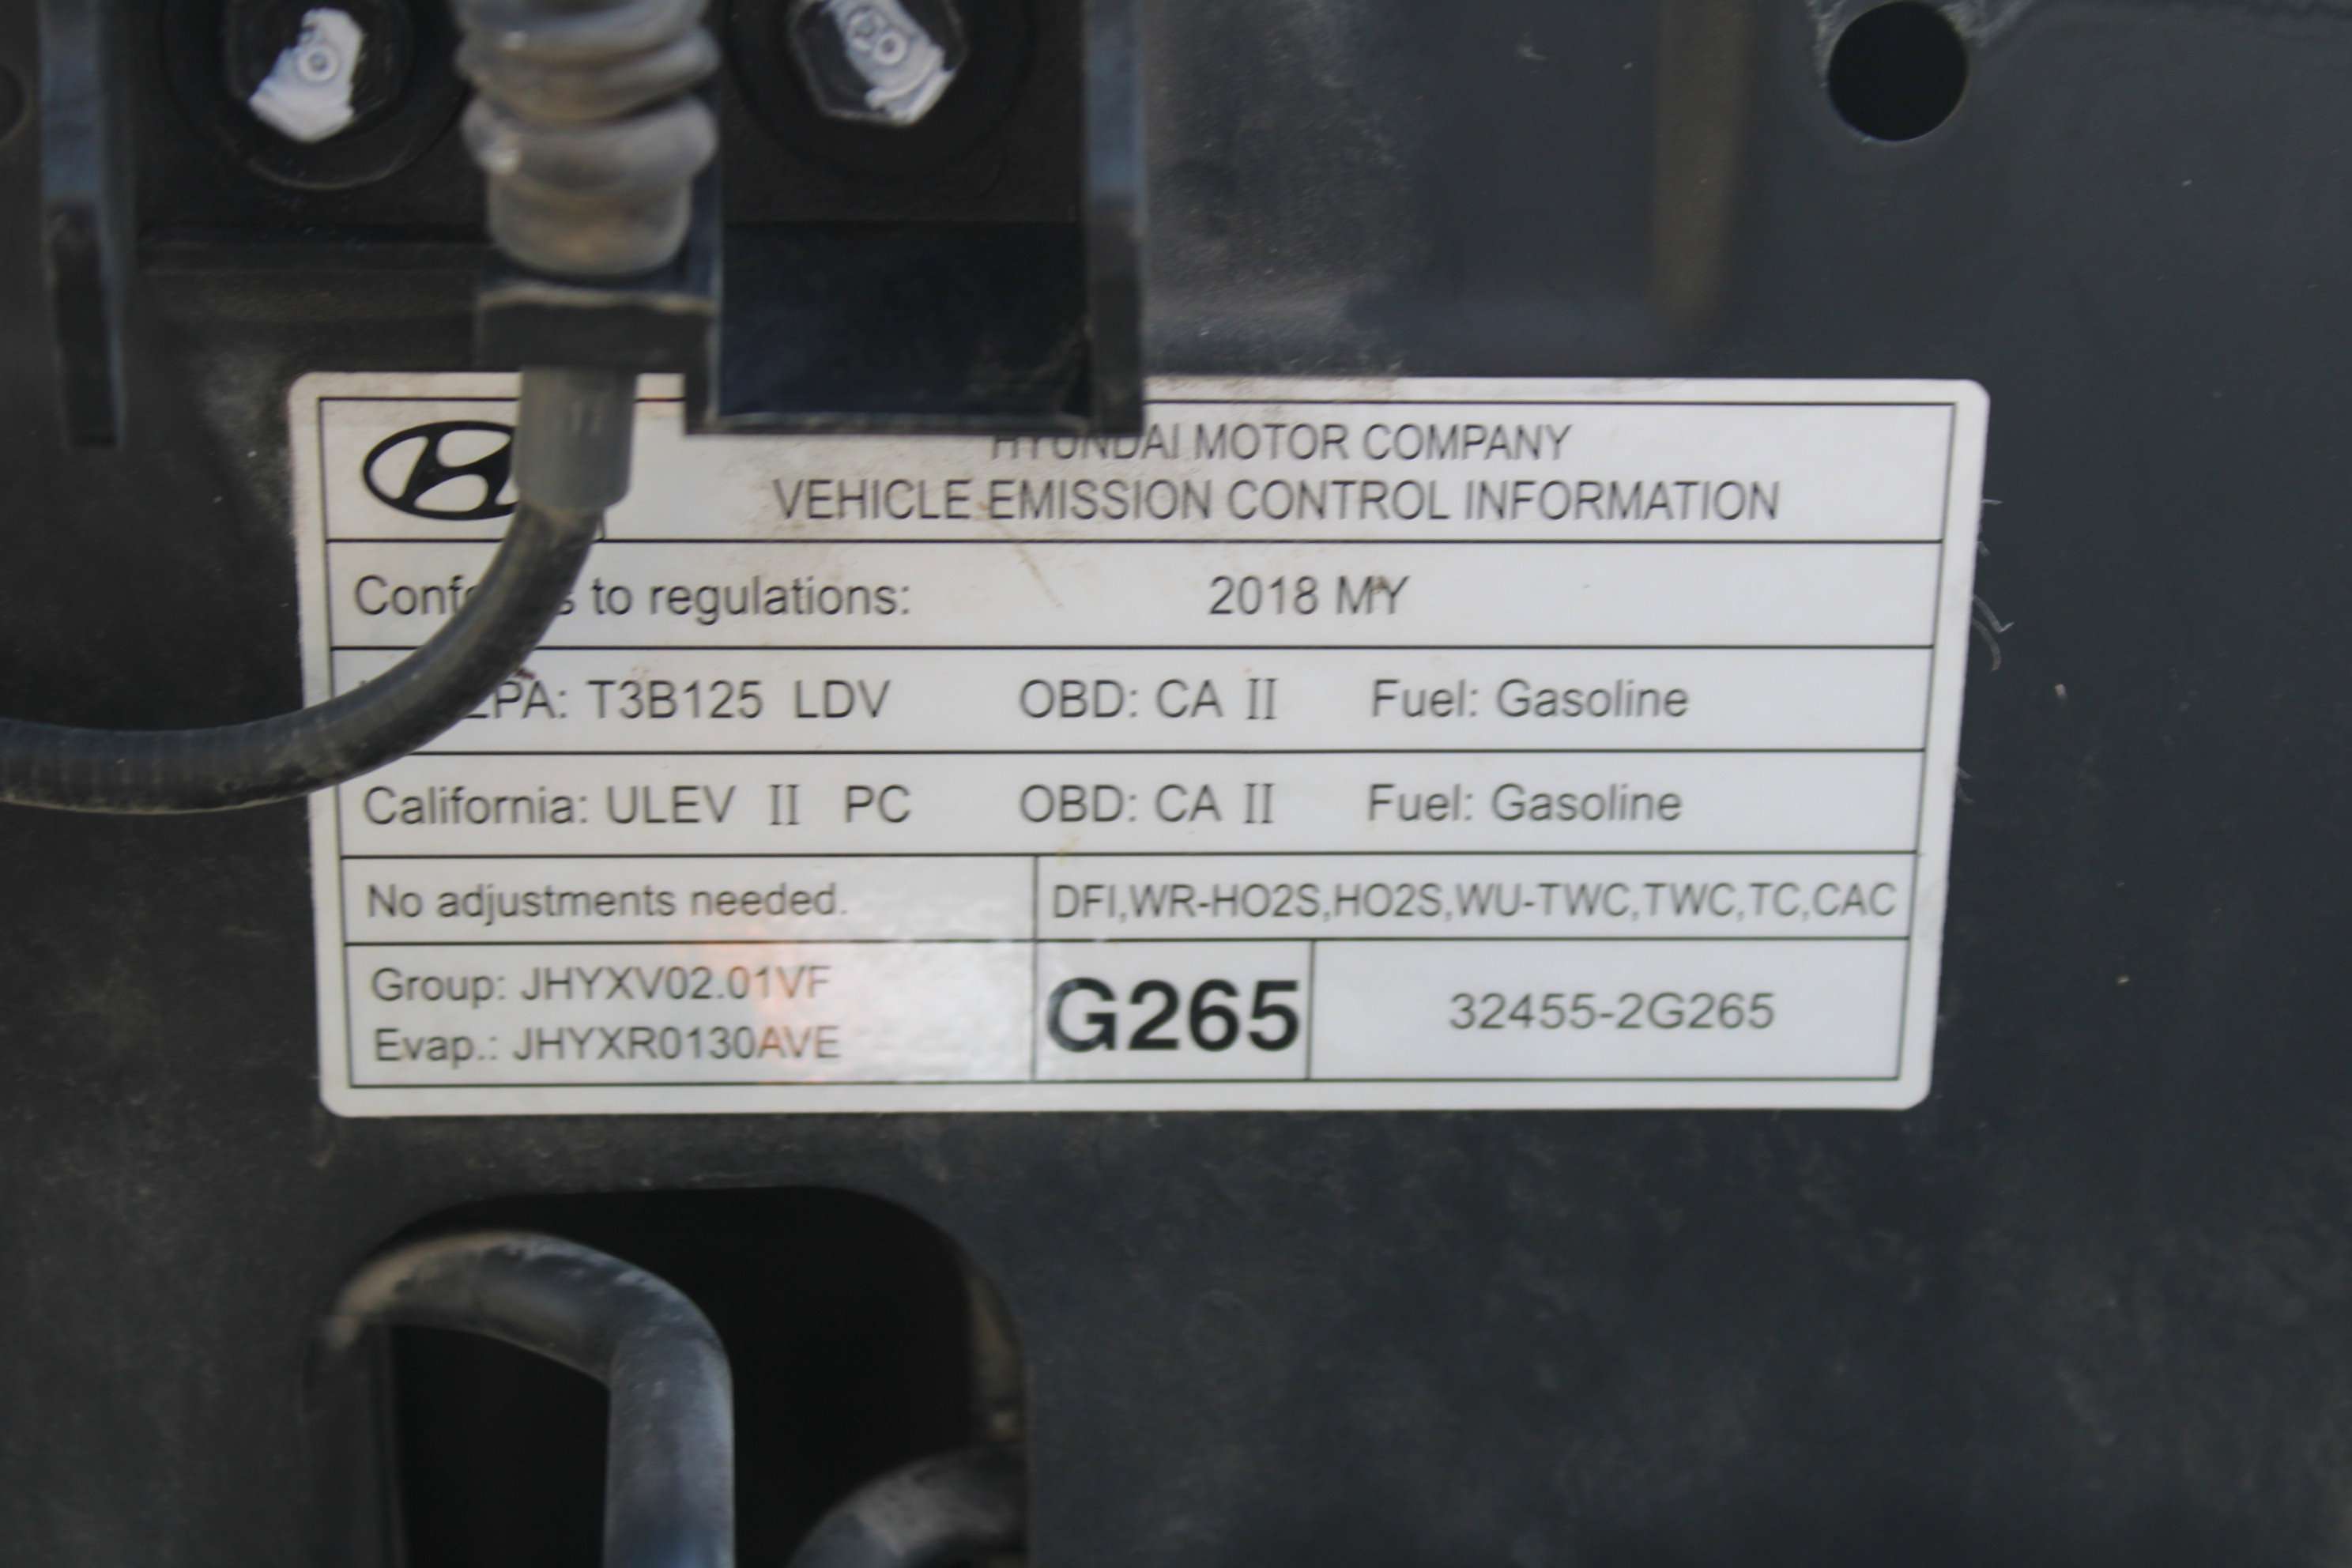 HYUNDAI MOTOR COMPANY
VEHICLE EMISSION CONTROL INFORMATION
to regulations: 2018 MY
EPA: T3B125 LDV OBD: CA II Fuel: Gasoline
California: ULEV II PC OBD: CA II Fuel: Gasoline
No adjustments needed. DFI,WR-HO2S,HO2S,WU-TWC,TWC,TC,CAC
Group: JHYXV02.01VF
Evap.: JHYXR0130AVE
G265 32455-2G265